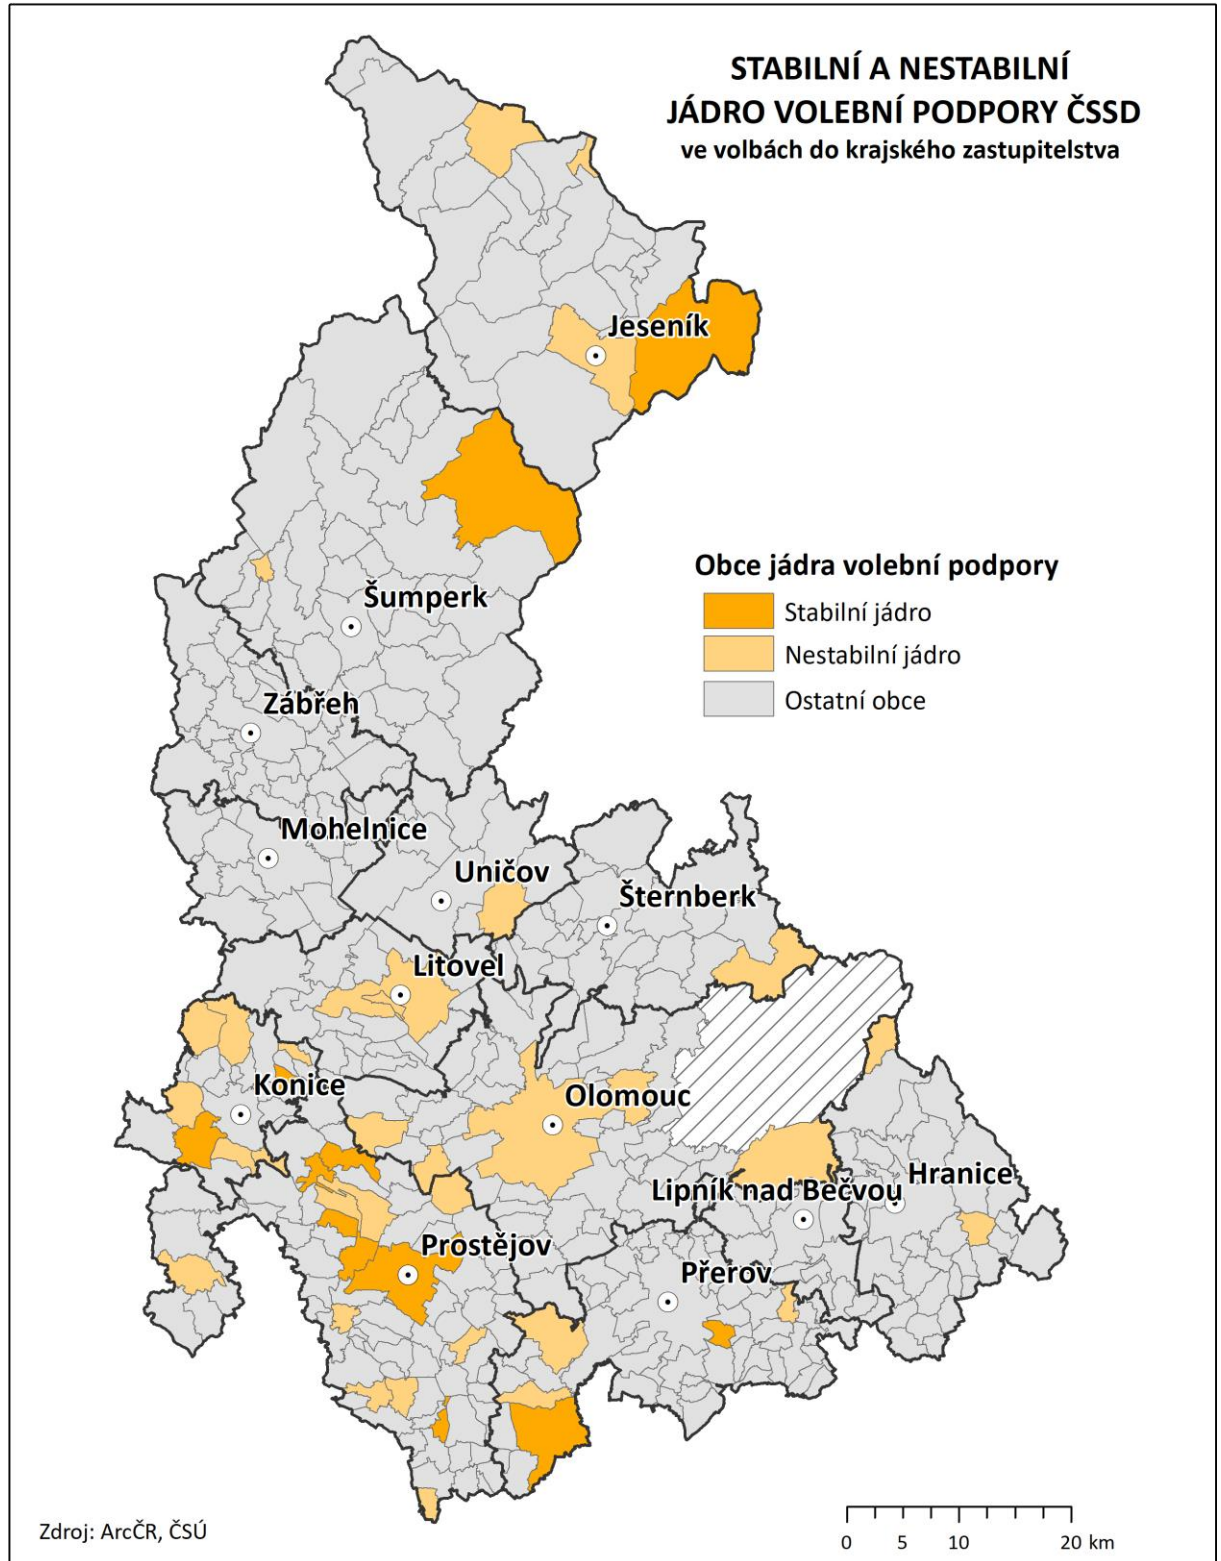 STABILNÍ A NESTABILNÍ
JÁDRO VOLEBNÍ PODPORY ČSSD
ve volbách do krajského zastupitelstva
Jeseník
Obce jádra volební podpory
Stabilní jádro
Nestabilní jádro
Ostatní obce
Šumperk
Zábřeh
Mohelnice
Uničov
Šternberk
Litovel
Konice
Olomouc
Hranice
Lipník nad Bečvou
Prostějov
Přerov
Zdroj: ArcČR, ČSÚ
0 5 10 20 km